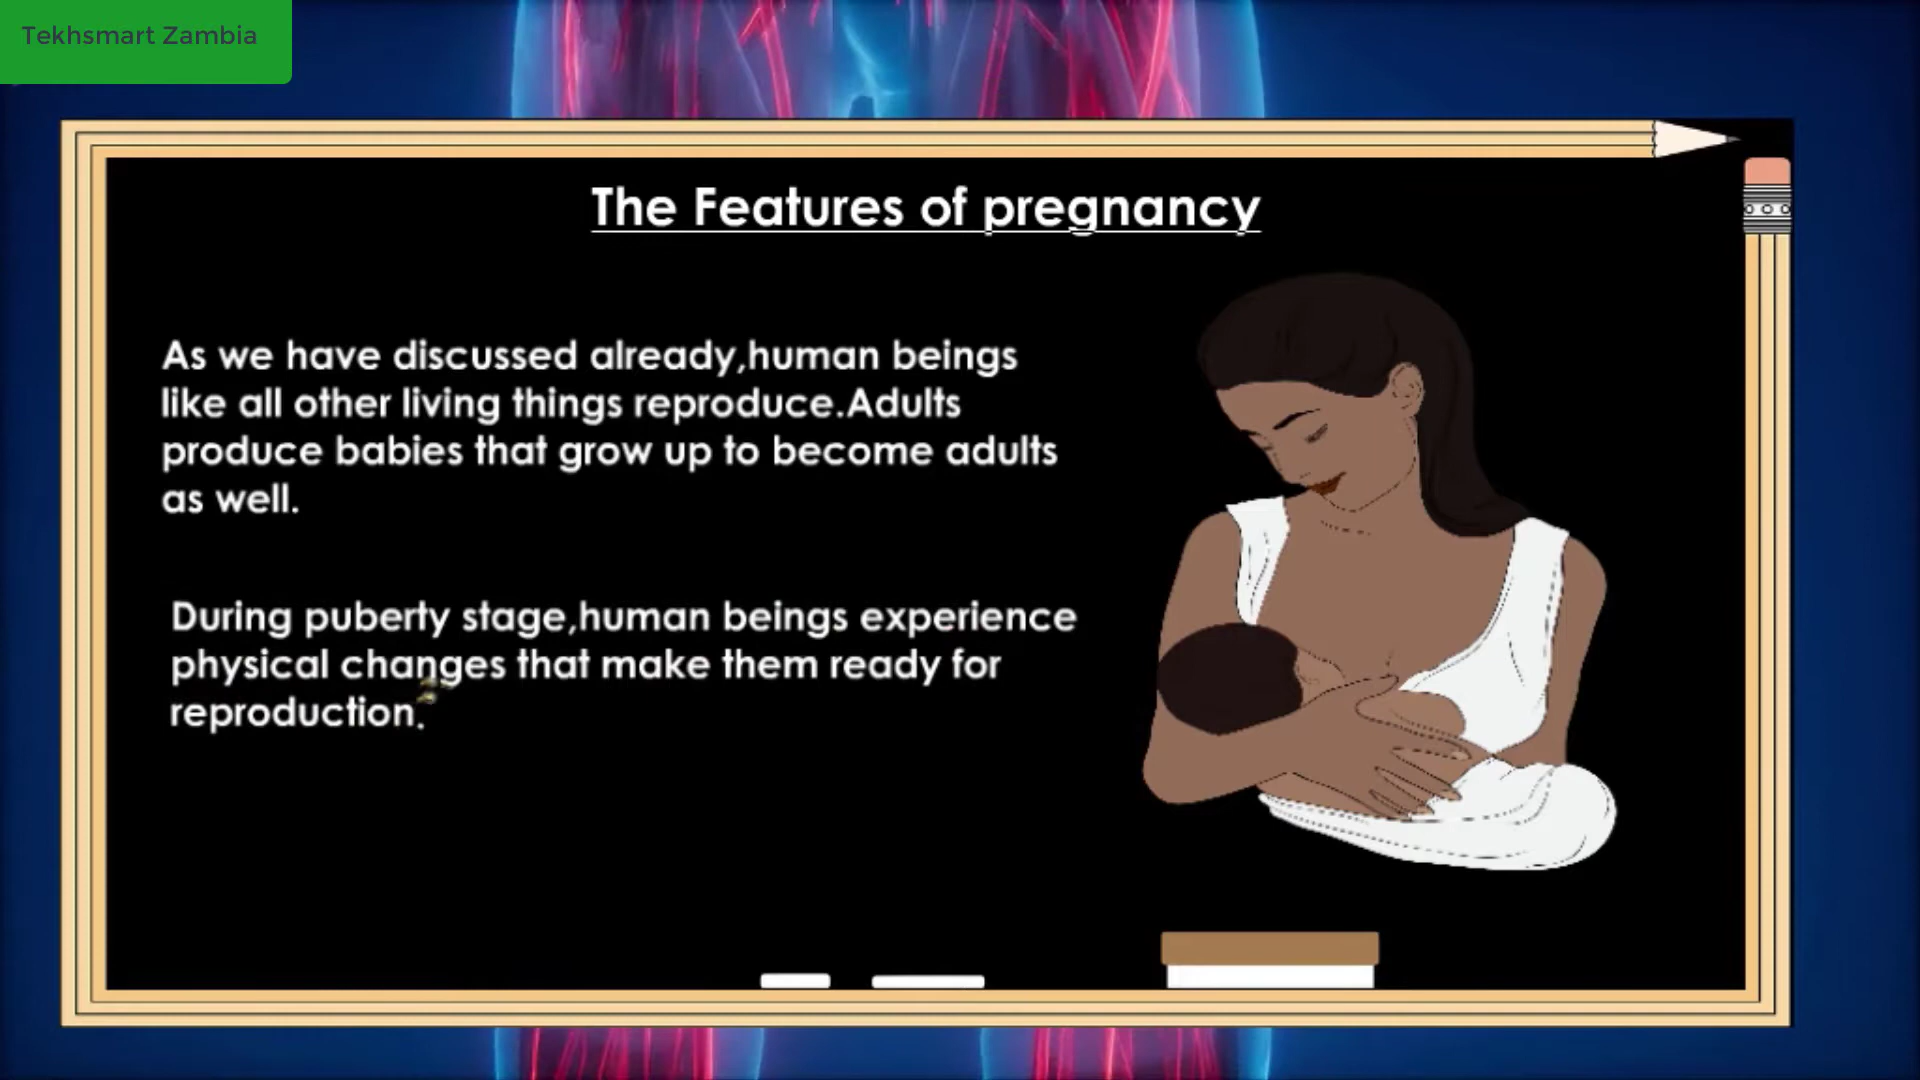 Tekhsmart Zambia
The Features of pregnancy
As we have discussed already,human beings
like all other living things reproduce.Adults
produce babies that grow up to become adults
as well.
During puberty stage,human beings experience
physical changes that make them ready for
reproduction.